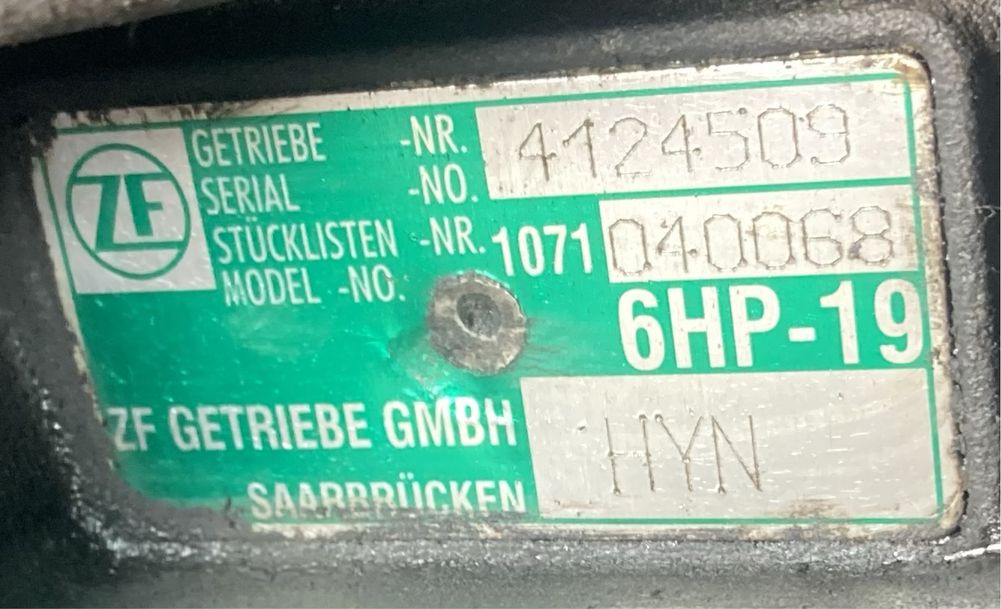 ZF
GETRIEBE -NR. 4124509
SERIAL -NO.
STÜCKLISTEN -NR. 1071 040068
MODEL -NO.
6HP-19
ZF GETRIEBE GMBH HYN
SAARBRÜCKEN